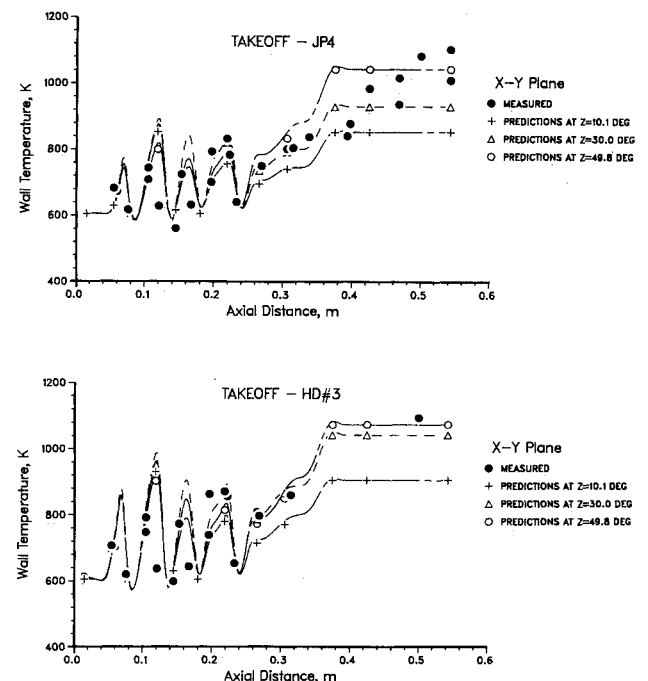 TAKEOFF – JP4
1200
1000
800
600
400
Wall Temperature, K
0.0 0.1 0.2 0.3 0.4 0.5 0.6
Axial Distance, m
X–Y Plane
MEASURED
PREDICTIONS AT Z=10.1 DEG
PREDICTIONS AT Z=30.0 DEG
PREDICTIONS AT Z=49.8 DEG
TAKEOFF – HD#3
1200
1000
800
600
400
Wall Temperature, K
0.0 0.1 0.2 0.3 0.4 0.5 0.6
Axial Distance, m
X–Y Plane
MEASURED
PREDICTIONS AT Z=10.1 DEG
PREDICTIONS AT Z=30.0 DEG
PREDICTIONS AT Z=49.8 DEG